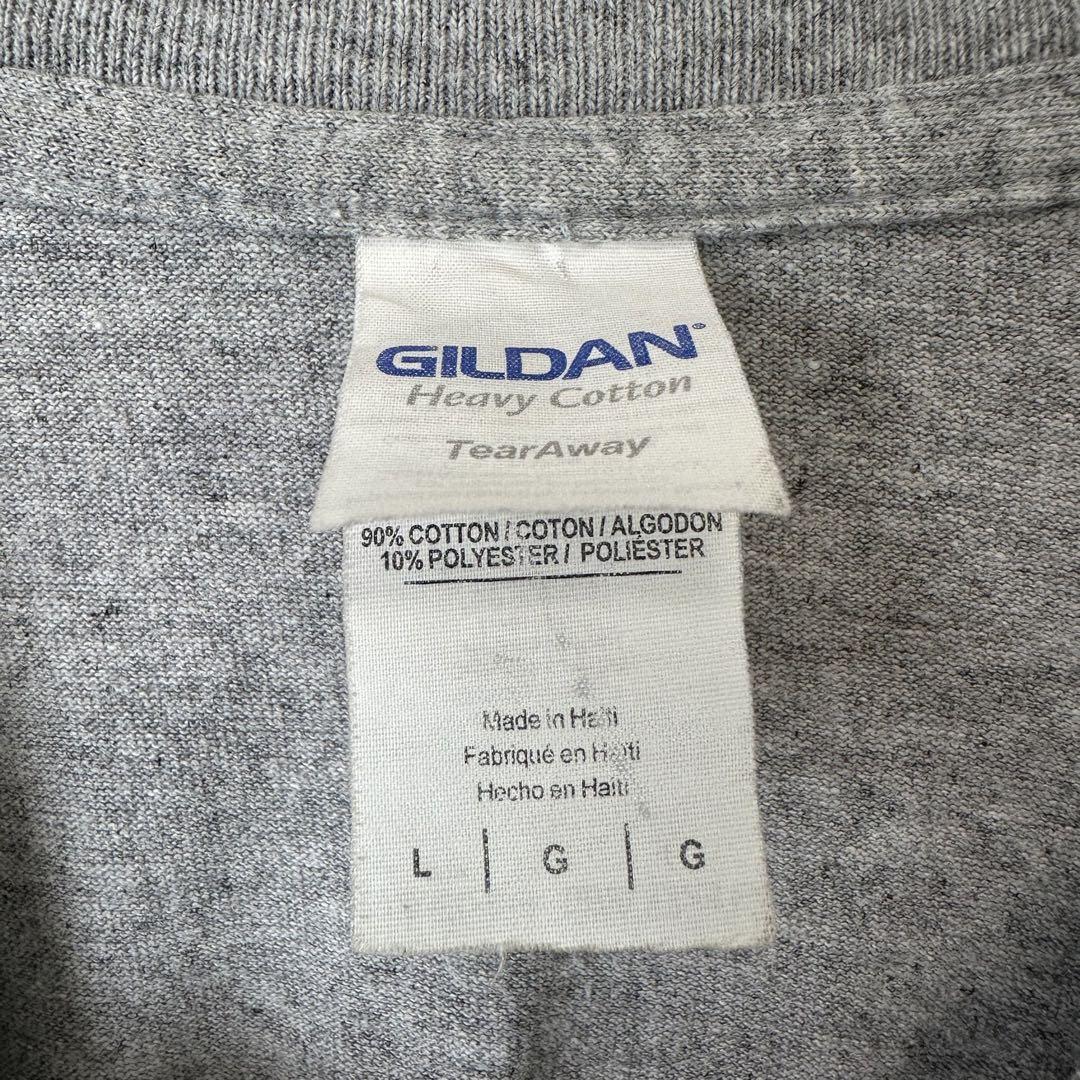 GILDAN®
Heavy Cotton
TearAway
90% COTTON / COTON / ALGODON
10% POLYESTER / POLIÉSTER
Made in Haiti
Fabriqué en Haïti
Hecho en Haití
L | G | G